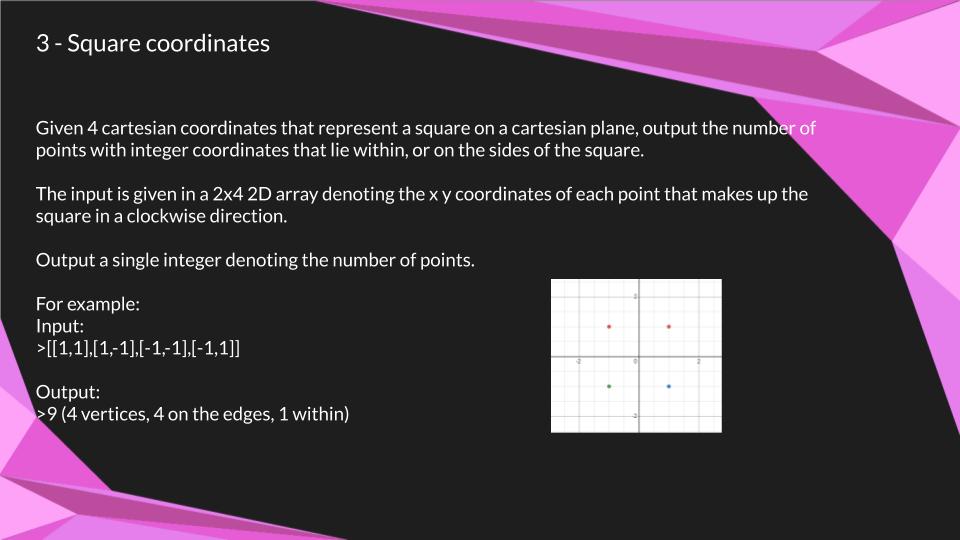 3 - Square coordinates
Given 4 cartesian coordinates that represent a square on a cartesian plane, output the number of
points with integer coordinates that lie within, or on the sides of the square.
The input is given in a 2x4 2D array denoting the x y coordinates of each point that makes up the
square in a clockwise direction.
Output a single integer denoting the number of points.
For example:
Input:
>[[1,1],[1,-1],[-1,-1],[-1,1]]
Output:
>9 (4 vertices, 4 on the edges, 1 within)
2
-2 0 2
-2